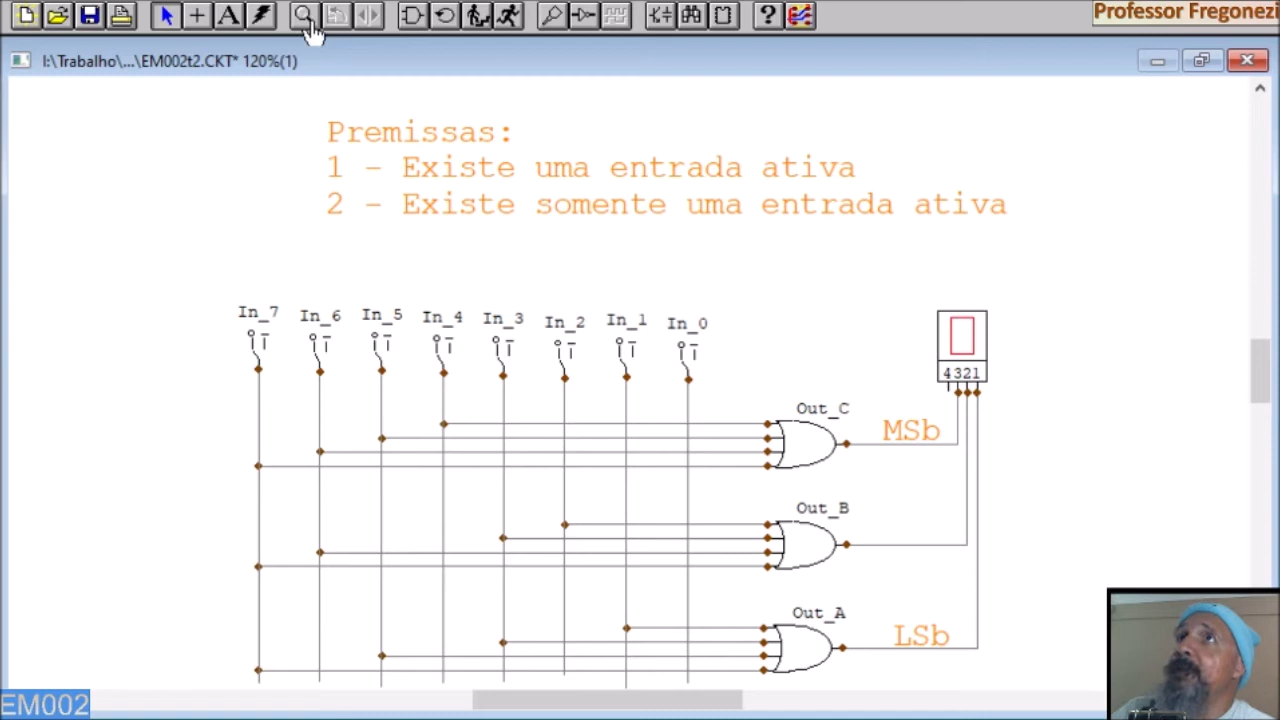 Professor Fregonezi
I:\Trabalho\...\EM002t2.CKT* 120%(1)
Premissas:
1 - Existe uma entrada ativa
2 - Existe somente uma entrada ativa
In_7 In_6 In_5 In_4 In_3 In_2 In_1 In_0
4321
Out_C
MSb
Out_B
Out_A
LSb
EM002